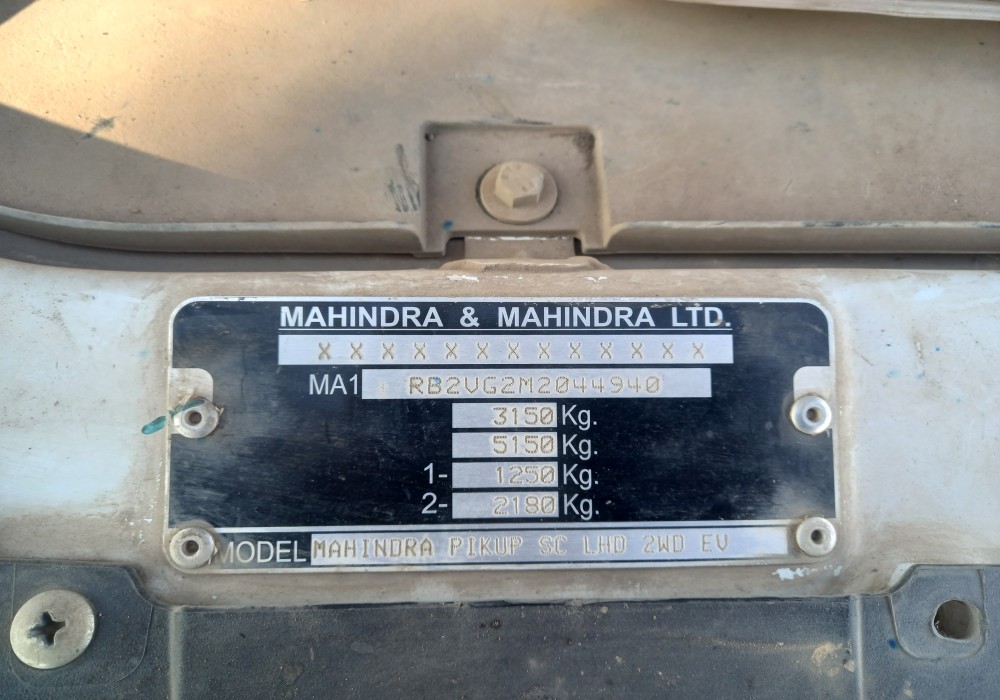 MAHINDRA & MAHINDRA LTD.
X X X X X X X X X X X X X
MA1 RB2VG2M2044940
3150 Kg.
5150 Kg.
1- 1250 Kg.
2- 2180 Kg.
MODEL MAHINDRA PIKUP SC LHD 2WD EV